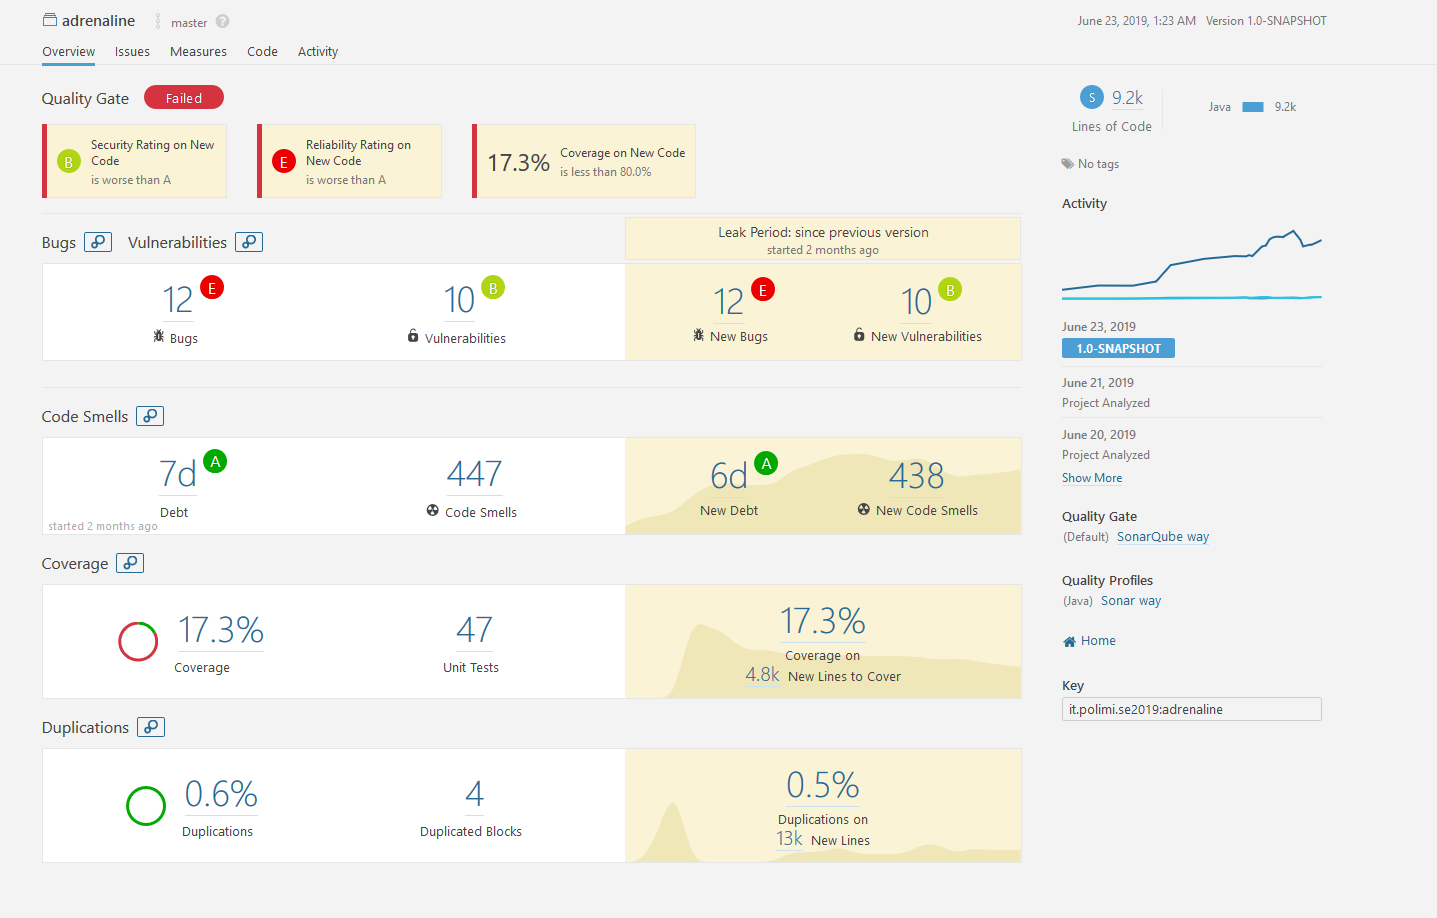 adrenaline master ?
June 23, 2019, 1:23 AM Version 1.0-SNAPSHOT
Overview Issues Measures Code Activity
Quality Gate Failed
B Security Rating on New Code
is worse than A
E Reliability Rating on New Code
is worse than A
17.3% Coverage on New Code
is less than 80.0%
Bugs Vulnerabilities
Leak Period: since previous version
started 2 months ago
12 E
Bugs
10 B
Vulnerabilities
12 E
New Bugs
10 B
New Vulnerabilities
Code Smells
7d A
Debt
started 2 months ago
447
Code Smells
6d A
New Debt
438
New Code Smells
Coverage
17.3%
Coverage
47
Unit Tests
17.3%
Coverage on
4.8k New Lines to Cover
Duplications
0.6%
Duplications
4
Duplicated Blocks
0.5%
Duplications on
13k New Lines
S 9.2k
Lines of Code
Java 9.2k
No tags
Activity
June 23, 2019
1.0-SNAPSHOT
June 21, 2019
Project Analyzed
June 20, 2019
Project Analyzed
Show More
Quality Gate
(Default) SonarQube way
Quality Profiles
(Java) Sonar way
Home
Key
it.polimi.se2019:adrenaline